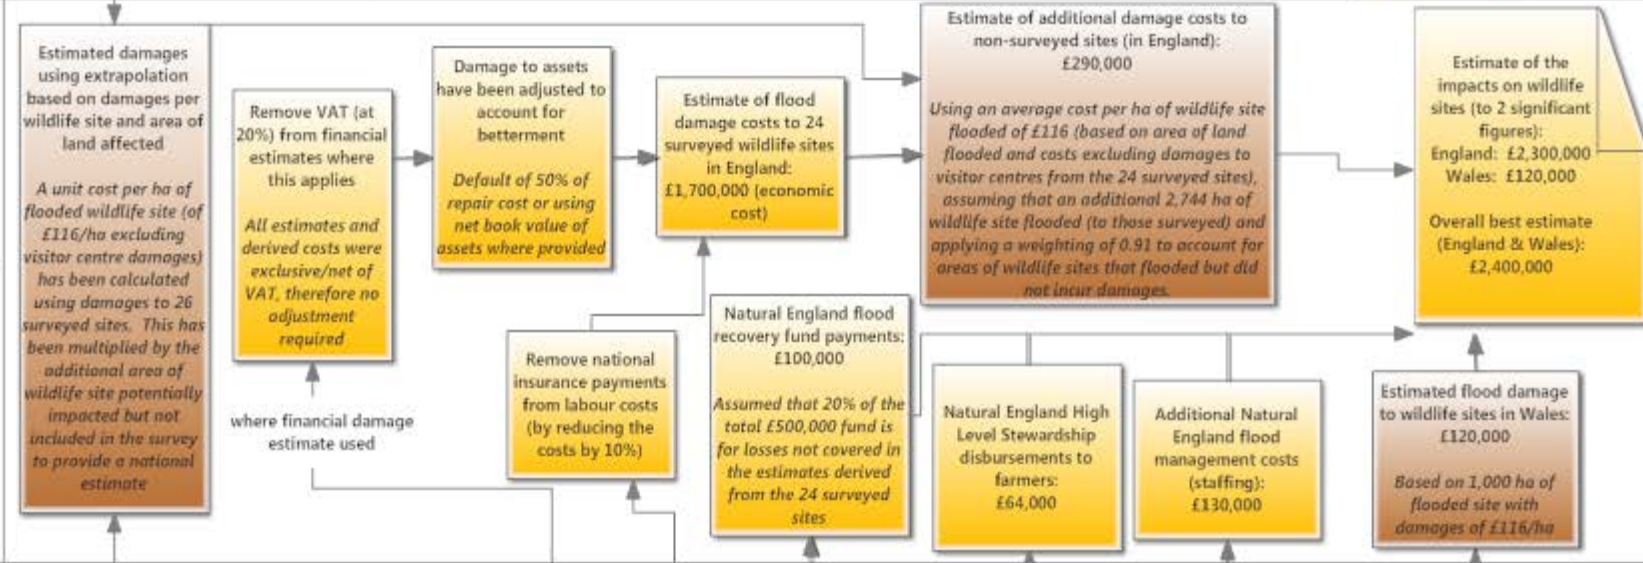 Estimated damages
using extrapolation
based on damages per
wildlife site and area of
land affected
A unit cost per ha of
flooded wildlife site (of
£116/ha excluding
visitor centre damages)
has been calculated
using damages to 26
surveyed sites. This has
been multiplied by the
additional area of
wildlife site potentially
impacted but not
included in the survey
to provide a national
estimate
Remove VAT (at
20%) from financial
estimates where
this applies
All estimates and
derived costs were
exclusive/net of
VAT, therefore no
adjustment
required
where financial damage
estimate used
Damage to assets
have been adjusted to
account for
betterment
Default of 50% of
repair cost or using
net book value of
assets where provided
Remove national
insurance payments
from labour costs
(by reducing the
costs by 10%)
Estimate of flood
damage costs to 24
surveyed wildlife sites
in England:
£1,700,000 (economic
cost)
Natural England flood
recovery fund payments:
£100,000
Assumed that 20% of the
total £500,000 fund is
for losses not covered in
the estimates derived
from the 24 surveyed
sites
Estimate of additional damage costs to
non-surveyed sites (in England):
£290,000
Using an average cost per ha of wildlife site
flooded of £116 (based on area of land
flooded and costs excluding damages to
visitor centres from the 24 surveyed sites),
assuming that an additional 2,744 ha of
wildlife site flooded (to those surveyed) and
applying a weighting of 0.91 to account for
areas of wildlife sites that flooded but did
not incur damages.
Natural England High
Level Stewardship
disbursements to
farmers:
£64,000
Additional Natural
England flood
management costs
(staffing):
£130,000
Estimate of the
impacts on wildlife
sites (to 2 significant
figures):
England: £2,300,000
Wales: £120,000
Overall best estimate
(England & Wales):
£2,400,000
Estimated flood damage
to wildlife sites in Wales:
£120,000
Based on 1,000 ha of
flooded site with
damages of £116/ha